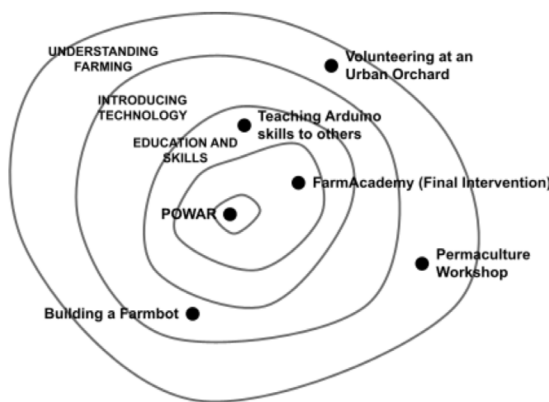 UNDERSTANDING
FARMING
Volunteering at an
Urban Orchard
INTRODUCING
TECHNOLOGY
Teaching Arduino
skills to others
EDUCATION AND
SKILLS
FarmAcademy (Final Intervention)
POWAR
Permaculture
Workshop
Building a Farmbot